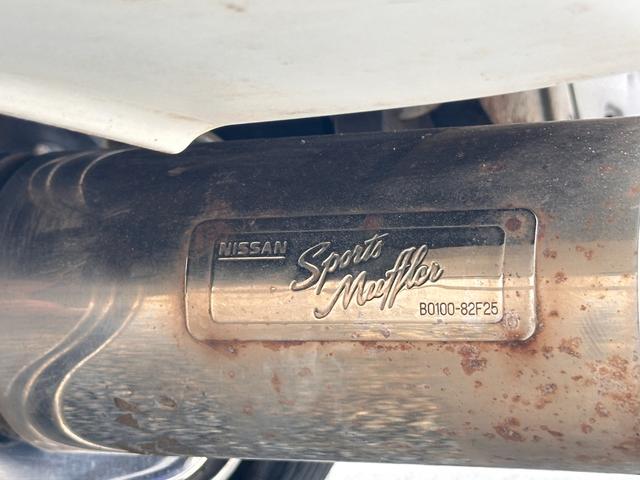 NISSAN
Sports
Muffler
B0100-82F25